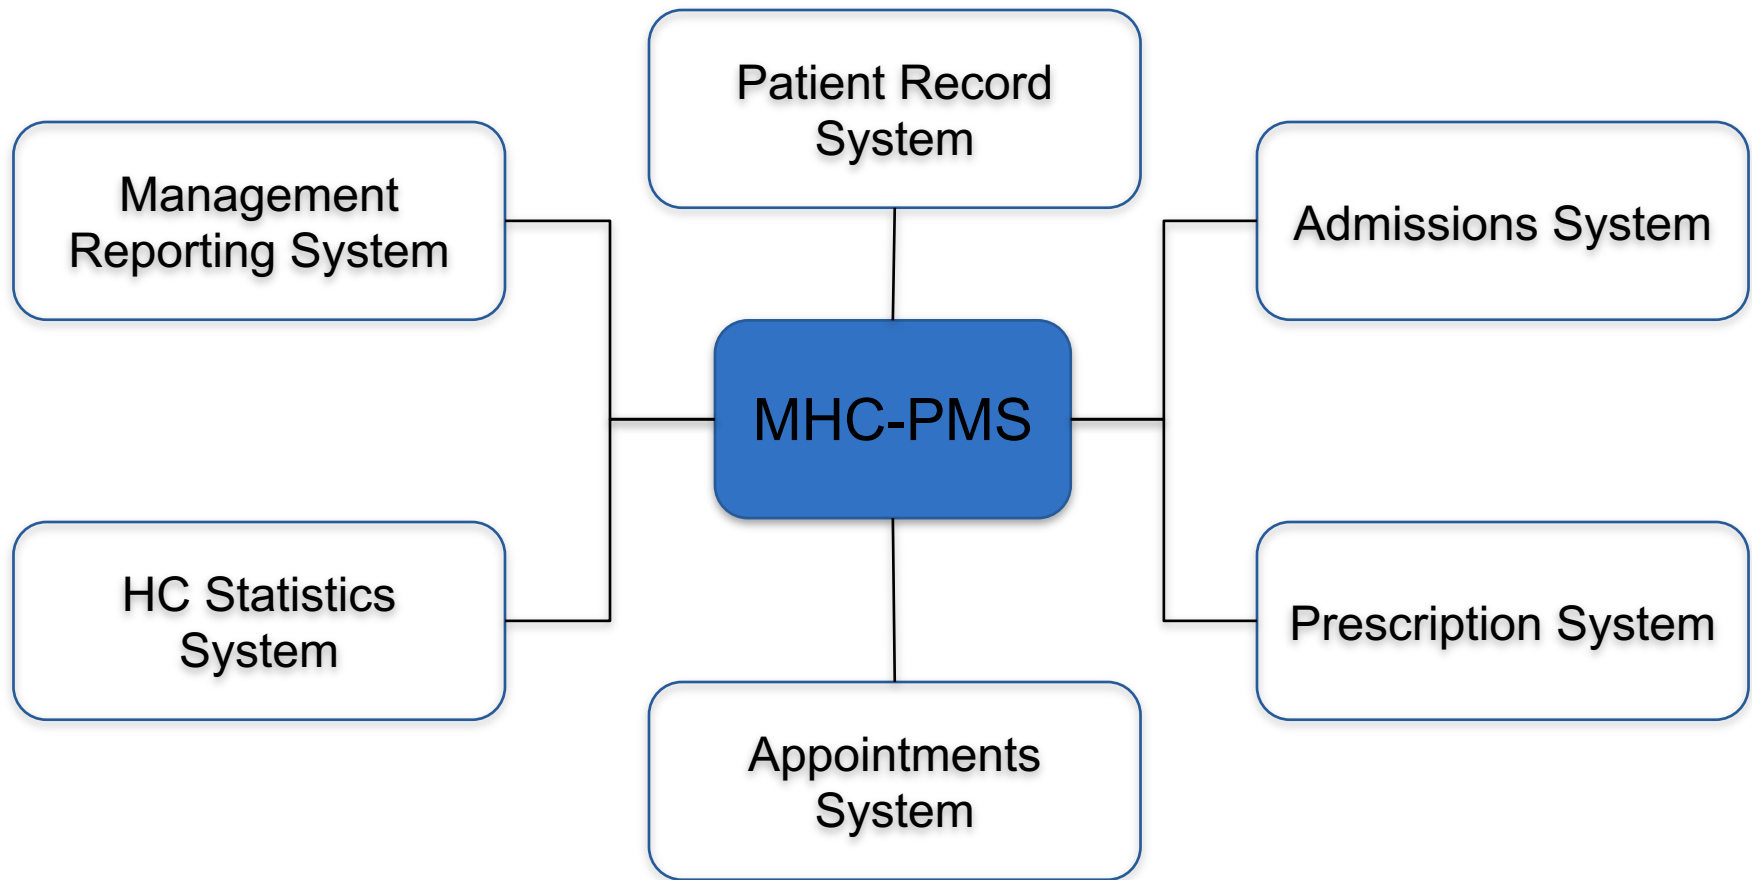 Patient Record
System
Management
Reporting System
Admissions System
MHC-PMS
HC Statistics
System
Prescription System
Appointments
System